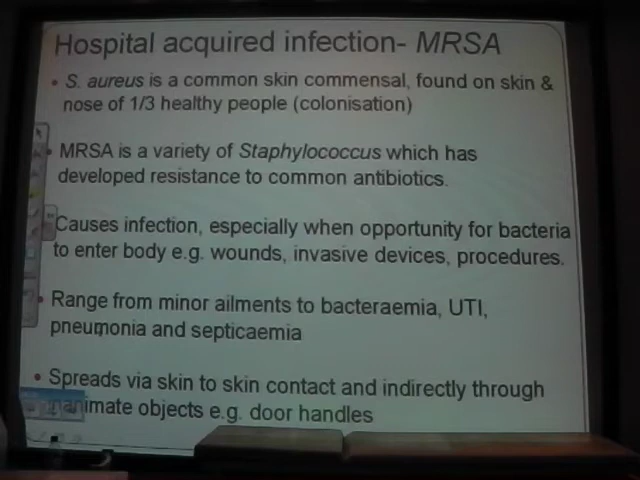 Hospital acquired infection- MRSA
• S. aureus is a common skin commensal, found on skin &
nose of 1/3 healthy people (colonisation)
• MRSA is a variety of Staphylococcus which has
developed resistance to common antibiotics.
Causes infection, especially when opportunity for bacteria
to enter body e.g. wounds, invasive devices, procedures.
• Range from minor ailments to bacteraemia, UTI,
pneumonia and septicaemia
• Spreads via skin to skin contact and indirectly through
inanimate objects e.g. door handles